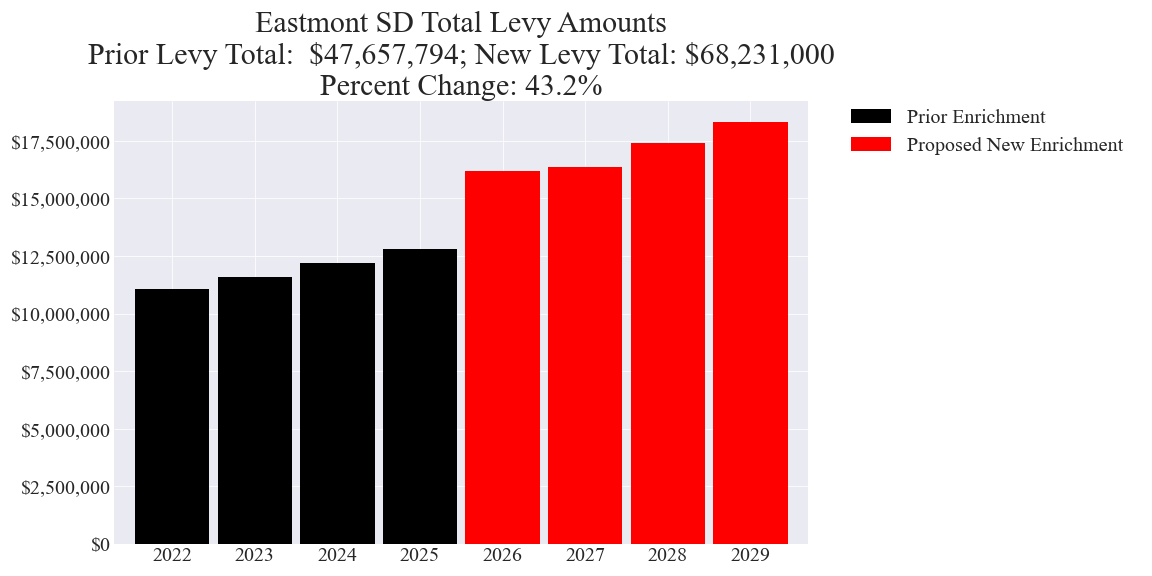 Eastmont SD Total Levy Amounts
Prior Levy Total:  $47,657,794; New Levy Total: $68,231,000
Percent Change: 43.2%
Prior Enrichment
Proposed New Enrichment
$17,500,000
$15,000,000
$12,500,000
$10,000,000
$7,500,000
$5,000,000
$2,500,000
$0
2022 2023 2024 2025 2026 2027 2028 2029